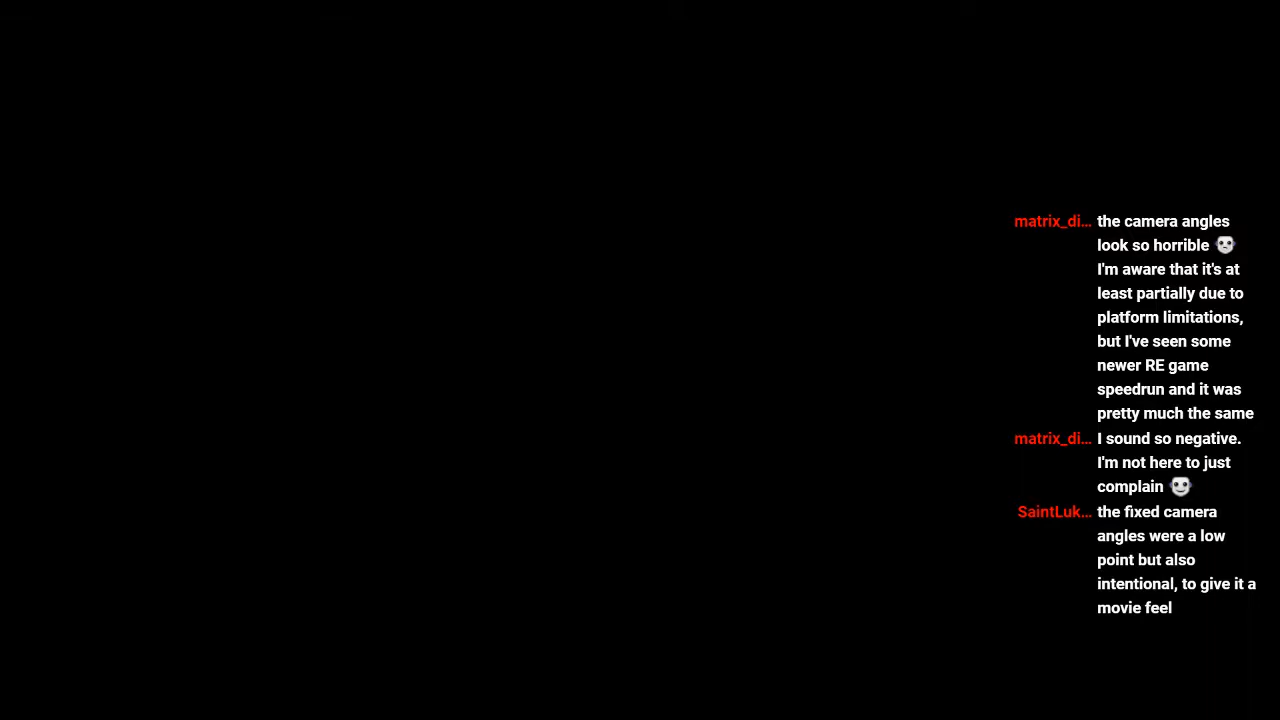 matrix_di... the camera angles
look so horrible
I'm aware that it's at
least partially due to
platform limitations,
but I've seen some
newer RE game
speedrun and it was
pretty much the same
matrix_di... I sound so negative.
I'm not here to just
complain
SaintLuk... the fixed camera
angles were a low
point but also
intentional, to give it a
movie feel